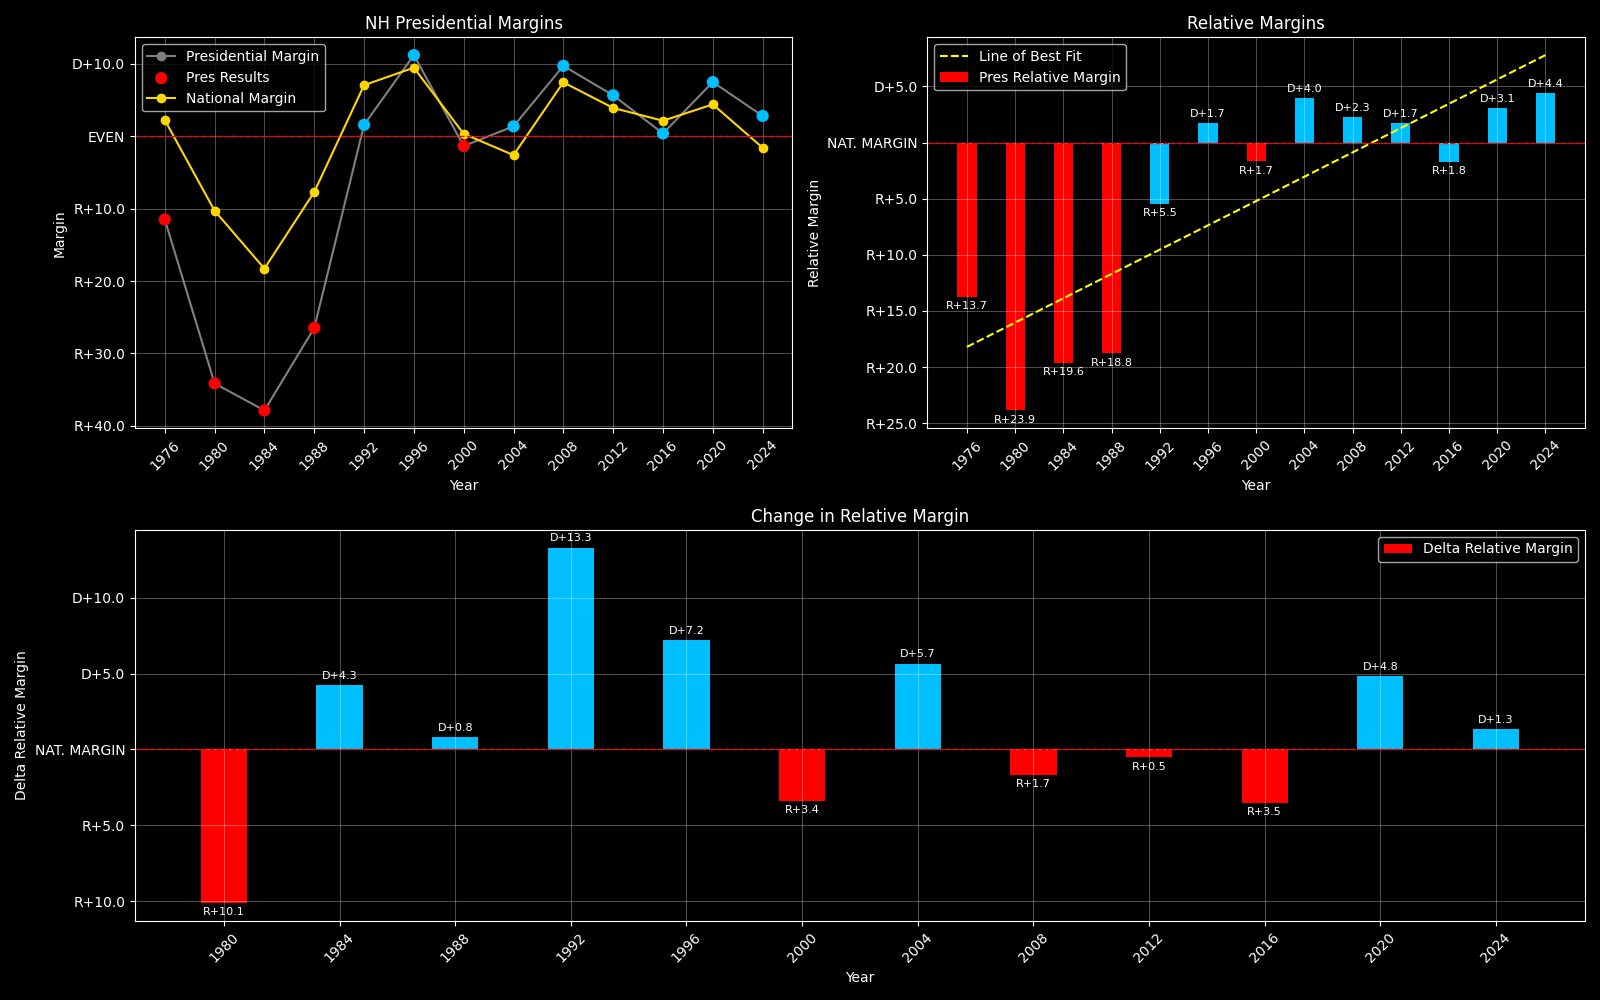 NH Presidential Margins
Presidential Margin
Pres Results
National Margin
D+10.0
EVEN
R+10.0
R+20.0
R+30.0
R+40.0
Margin
1976
1980
1984
1988
1992
1996
2000
2004
2008
2012
2016
2020
2024
Year
Relative Margins
Line of Best Fit
Pres Relative Margin
D+5.0
NAT. MARGIN
R+5.0
R+10.0
R+15.0
R+20.0
R+25.0
Relative Margin
R+13.7
R+23.9
R+19.6
R+18.8
R+5.5
D+1.7
R+1.7
D+4.0
D+2.3
D+1.7
R+1.8
D+3.1
D+4.4
1976
1980
1984
1988
1992
1996
2000
2004
2008
2012
2016
2020
2024
Year
Change in Relative Margin
Delta Relative Margin
D+10.0
D+5.0
NAT. MARGIN
R+5.0
R+10.0
Delta Relative Margin
R+10.1
D+4.3
D+0.8
D+13.3
D+7.2
R+3.4
D+5.7
R+1.7
R+0.5
R+3.5
D+4.8
D+1.3
1980
1984
1988
1992
1996
2000
2004
2008
2012
2016
2020
2024
Year